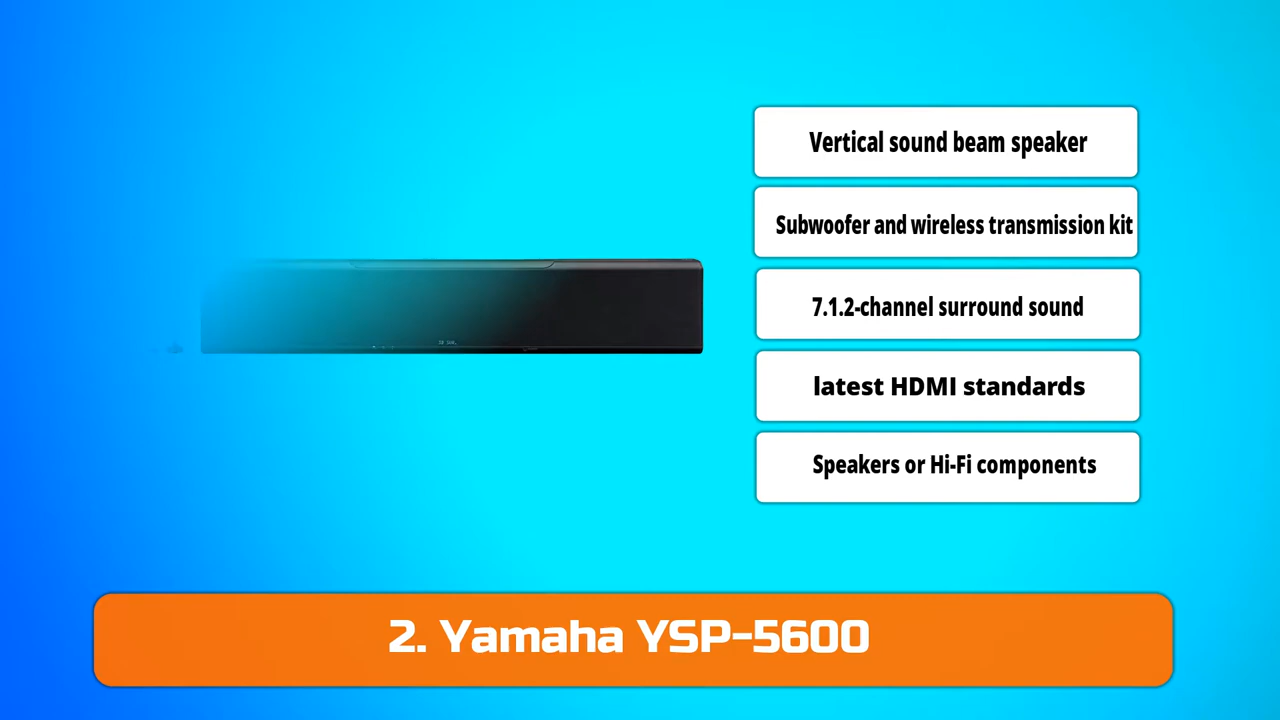 Vertical sound beam speaker
Subwoofer and wireless transmission kit
7.1.2-channel surround sound
latest HDMI standards
Speakers or Hi-Fi components
2. Yamaha YSP-5600